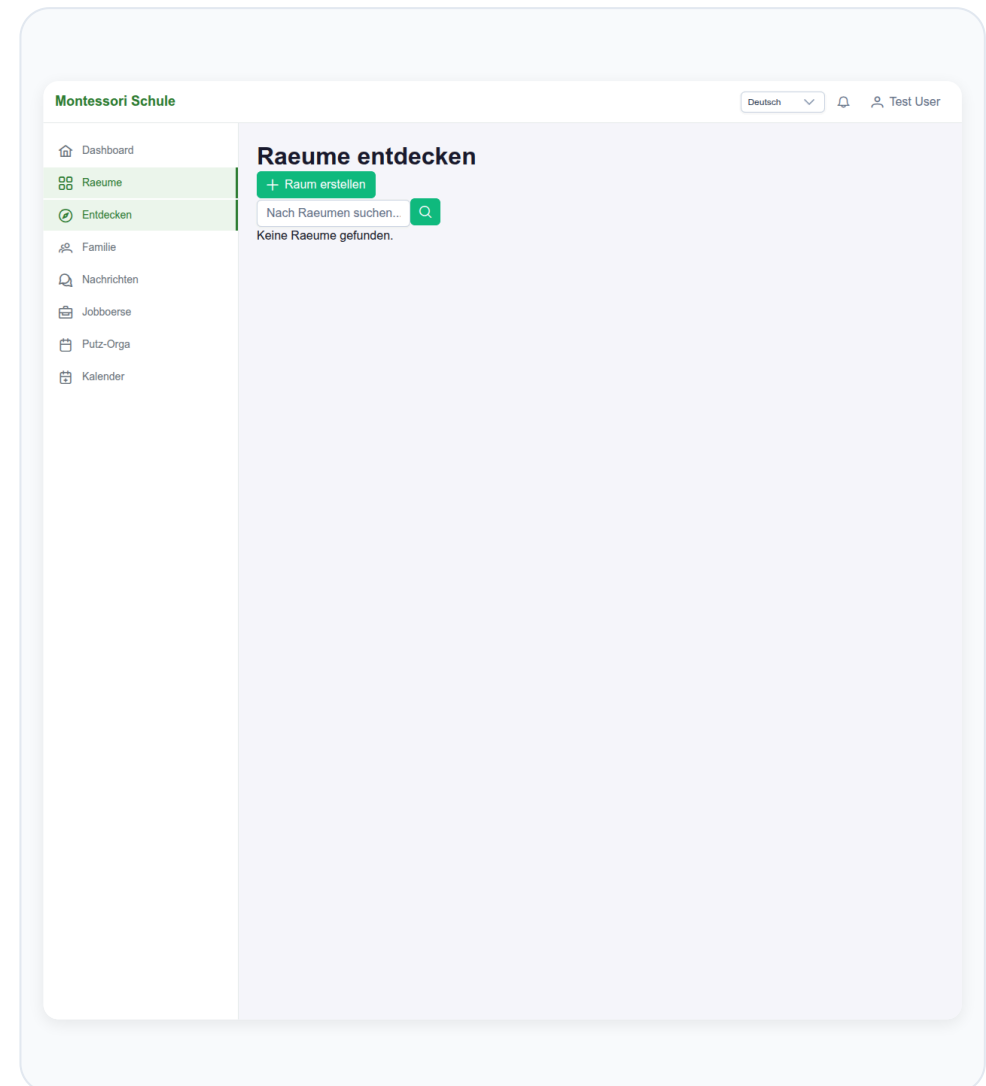 Montessori Schule
Deutsch
Test User
Dashboard
Raeume
Entdecken
Familie
Nachrichten
Jobboerse
Putz-Orga
Kalender
Raeume entdecken
Raum erstellen
Nach Raeumen suchen...
Keine Raeume gefunden.